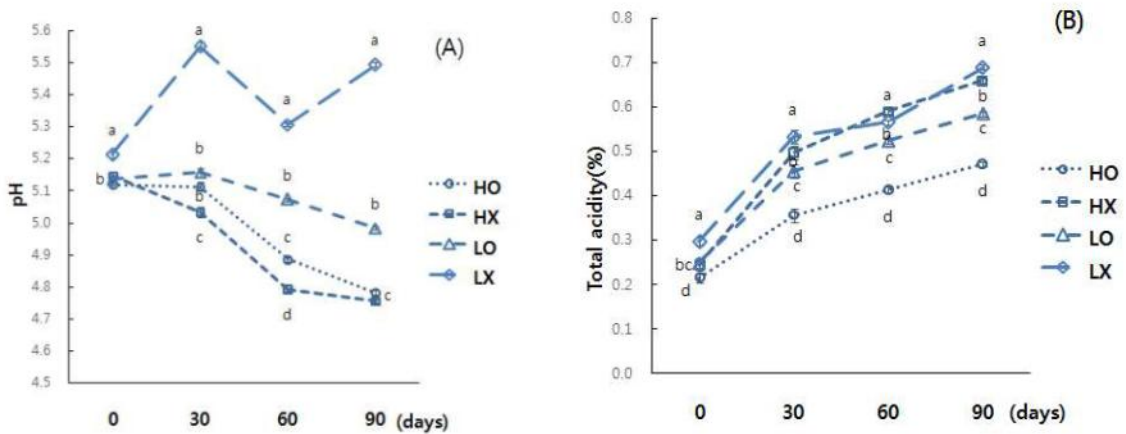 (A)
5.6
5.5
5.4
5.3
5.2
5.1
5.0
4.9
4.8
4.7
4.6
4.5
pH
a
a
a
a
b
b
b
b
b
c
c
d
c
0 30 60 90 (days)
HO
HX
LO
LX
(B)
0.8
0.7
0.6
0.5
0.4
0.3
0.2
0.1
0.0
Total acidity(%)
a
bc
d
a
b
c
d
a
b
c
d
a
b
c
d
0 30 60 90 (days)
HO
HX
LO
LX